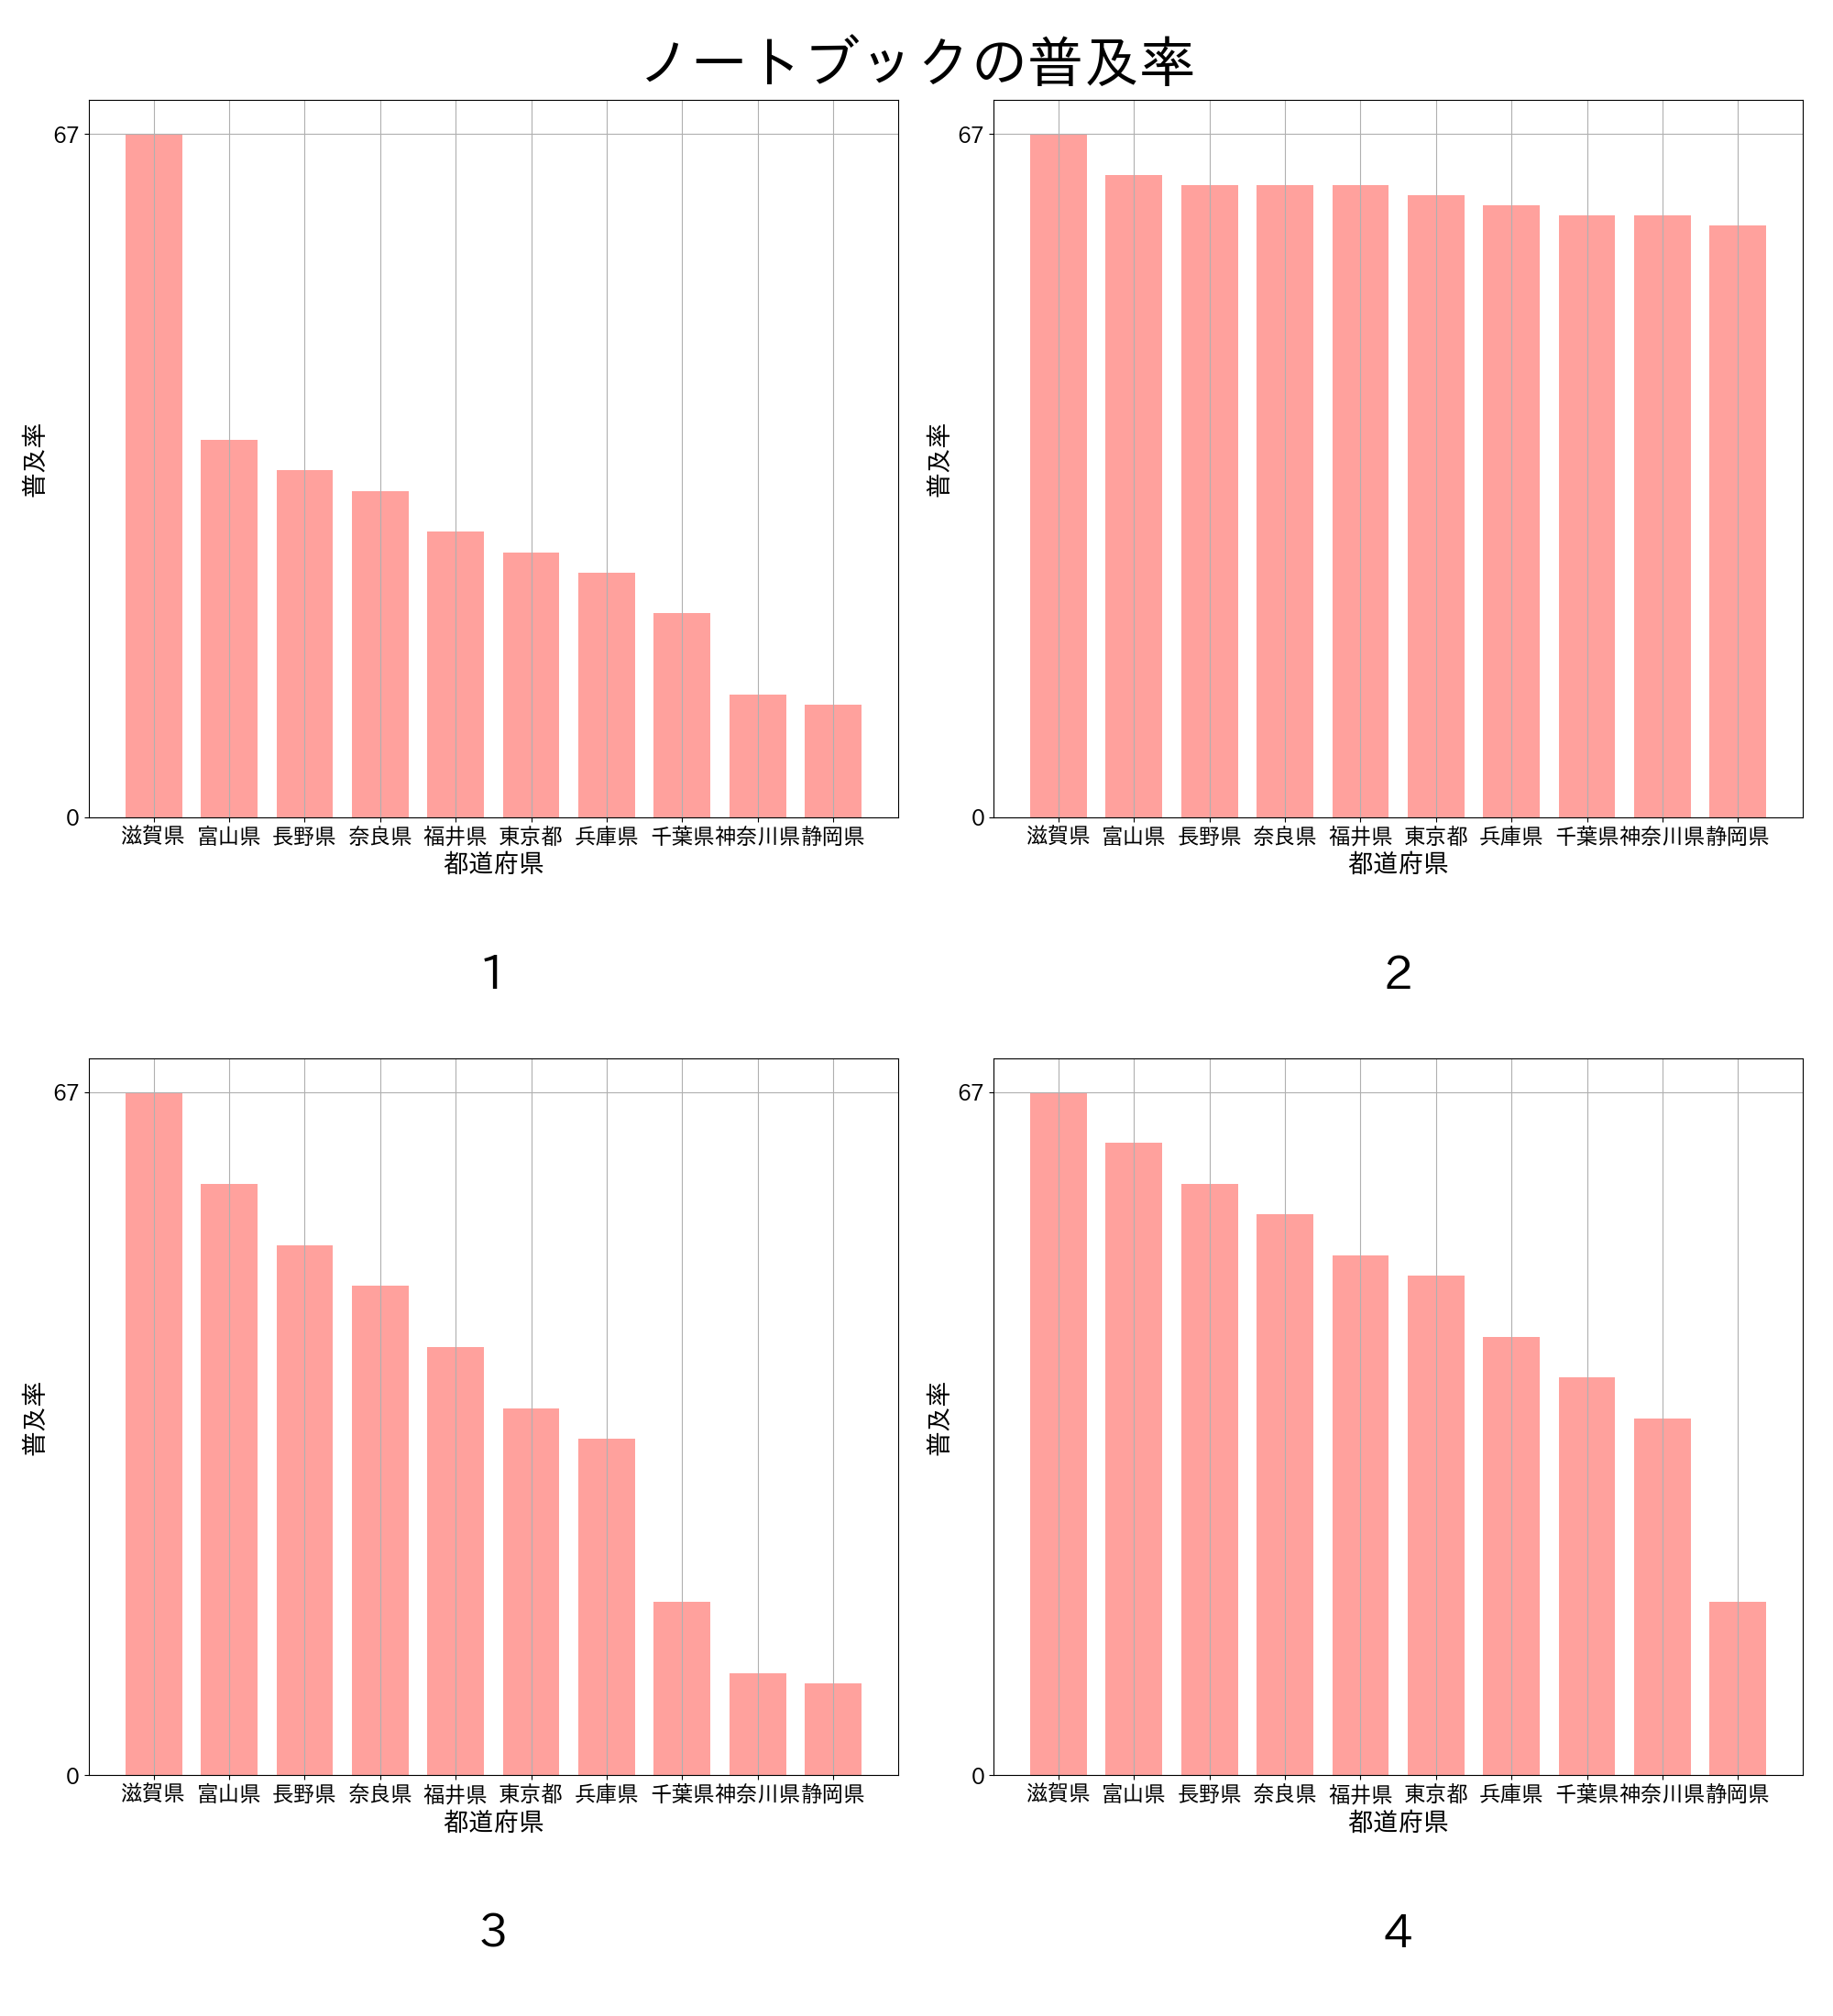 ノートブックの普及率
67
0
普及率
滋賀県 富山県 長野県 奈良県 福井県 東京都 兵庫県 千葉県 神奈川県 静岡県
都道府県
1
67
0
普及率
滋賀県 富山県 長野県 奈良県 福井県 東京都 兵庫県 千葉県 神奈川県 静岡県
都道府県
2
67
0
普及率
滋賀県 富山県 長野県 奈良県 福井県 東京都 兵庫県 千葉県 神奈川県 静岡県
都道府県
3
67
0
普及率
滋賀県 富山県 長野県 奈良県 福井県 東京都 兵庫県 千葉県 神奈川県 静岡県
都道府県
4